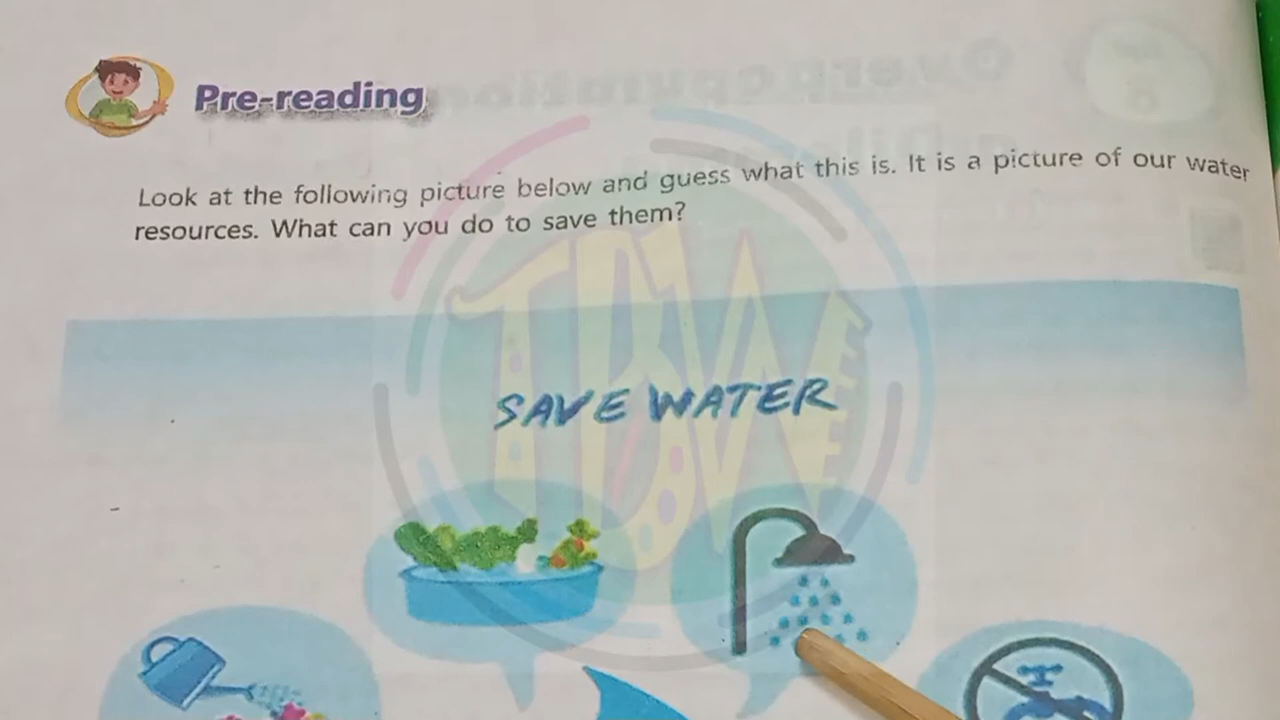 Pre-reading
Look at the following picture below and guess what this is. It is a picture of our water
resources. What can you do to save them?
SAVE WATER